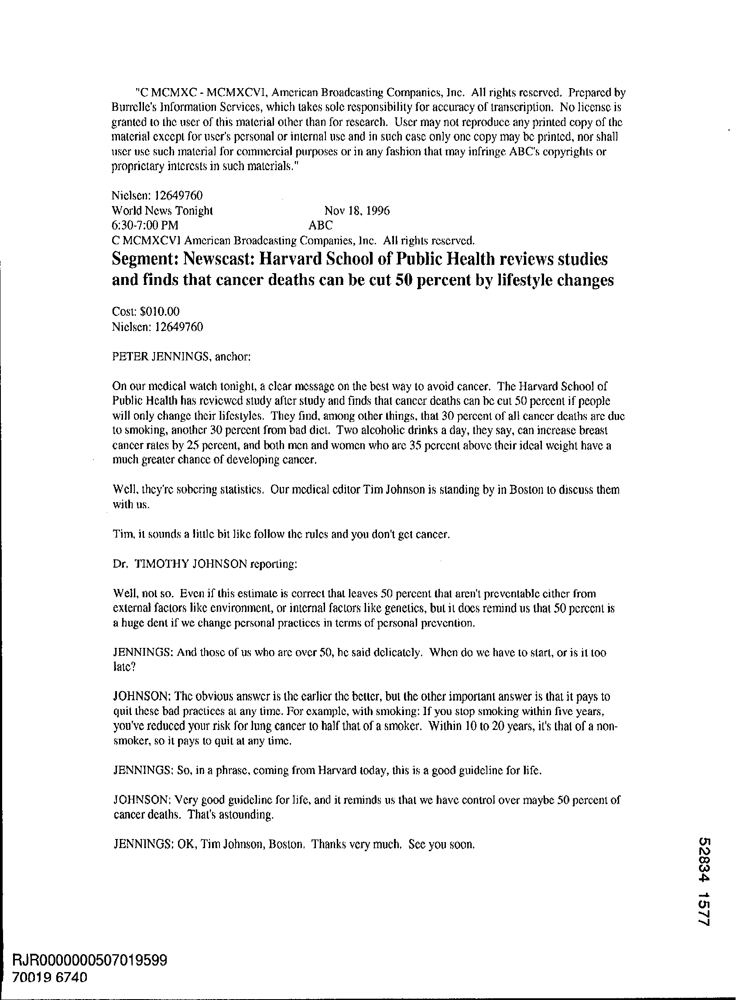 "C MCMXC - MCMXCVI, American Broadcasting Companies, Inc. All rights reserved. Prepared by
Burrelle's Information Services, which takes sole responsibility for accuracy of transcription. No license is
granted to the user of this material other than for research. User may not reproduce any printed copy of the
material except for user's personal or internal use and in such case only one copy may be printed, nor shall
user use such material for commercial purposes or in any fashion that may infringe ABC's copyrights or
proprietary interests in such materials."
Nielsen: 12649760
World News Tonight Nov 18, 1996
6:30-7:00 PM ABC
C MCMXCVI American Broadcasting Companies, Inc. All rights reserved.
Segment: Newscast: Harvard School of Public Health reviews studies
and finds that cancer deaths can be cut 50 percent by lifestyle changes
Cost: $010.00
Nielsen: 12649760
PETER JENNINGS, anchor:
On our medical watch tonight, a clear message on the best way to avoid cancer. The Harvard School of
Public Health has reviewed study after study and finds that cancer deaths can be cut 50 percent if people
will only change their lifestyles. They find, among other things, that 30 percent of all cancer deaths are due
to smoking, another 30 percent from bad diet. Two alcoholic drinks a day, they say, can increase breast
cancer rates by 25 percent, and both men and women who are 35 percent above their ideal weight have a
much greater chance of developing cancer.
Well, they're sobering statistics. Our medical editor Tim Johnson is standing by in Boston to discuss them
with us.
Tim, it sounds a little bit like follow the rules and you don't get cancer.
Dr. TIMOTHY JOHNSON reporting:
Well, not so. Even if this estimate is correct that leaves 50 percent that aren't preventable either from
external factors like environment, or internal factors like genetics, but it does remind us that 50 percent is
a huge dent if we change personal practices in terms of personal prevention.
JENNINGS: And those of us who are over 50, he said delicately. When do we have to start, or is it too
late?
JOHNSON: The obvious answer is the earlier the better, but the other important answer is that it pays to
quit these bad practices at any time. For example, with smoking: If you stop smoking within five years,
you've reduced your risk for lung cancer to half that of a smoker. Within 10 to 20 years, it's that of a non-
smoker, so it pays to quit at any time.
JENNINGS: So, in a phrase, coming from Harvard today, this is a good guideline for life.
JOHNSON: Very good guideline for life, and it reminds us that we have control over maybe 50 percent of
cancer deaths. That's astounding.
JENNINGS: OK, Tim Johnson, Boston. Thanks very much. See you soon.
52834 1577
RJR0000000507019599
70019 6740